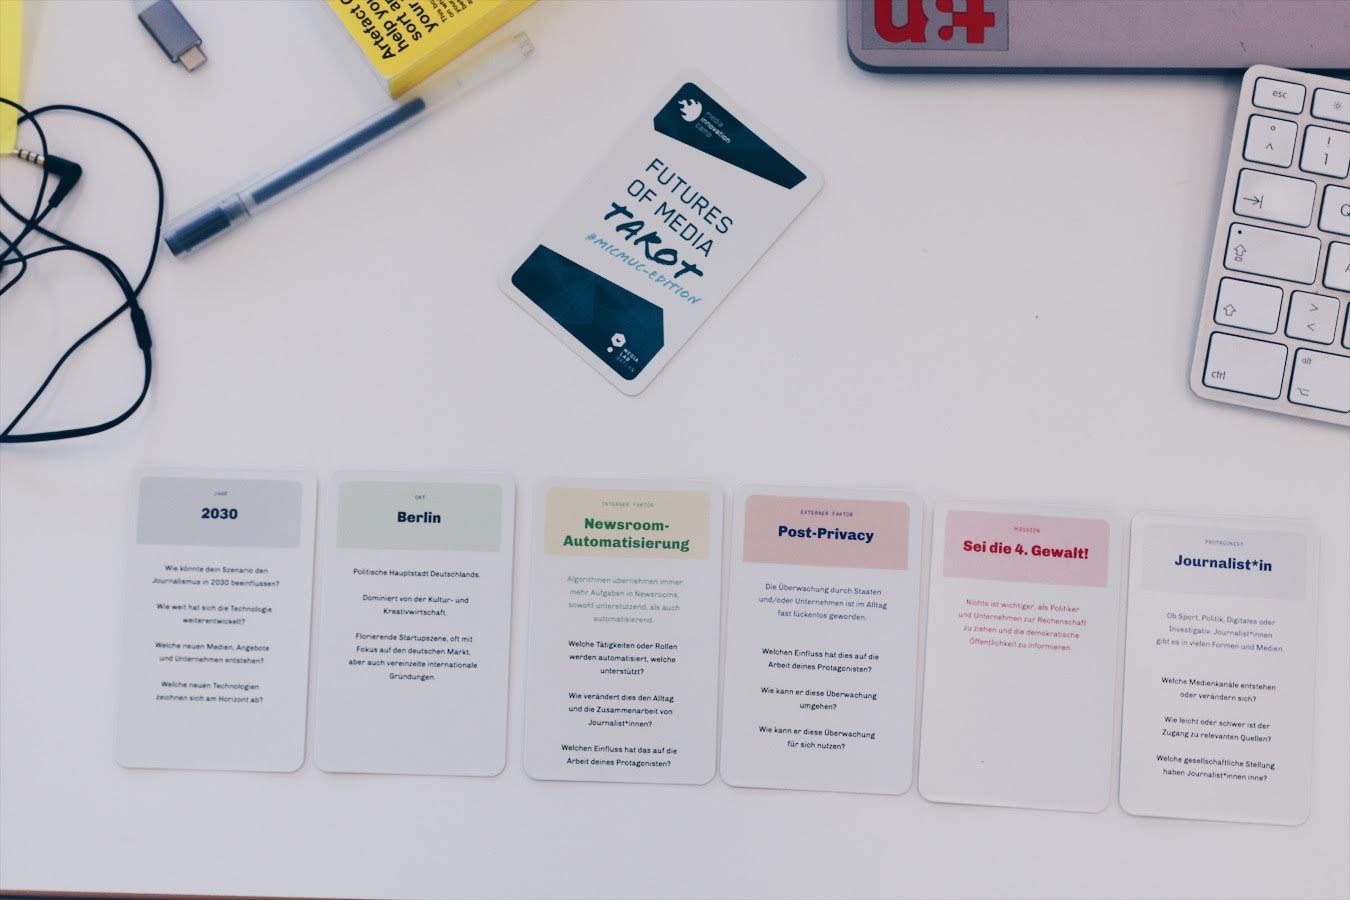 Artefact
help you
sort an
your
media
innovation
camp
FUTURES
OF MEDIA
TAROT
#MICMUC-EDITION
MEDIA
LAB
BAYERN
esc
!
1
Q
alt
ctrl
JAHR
2030
Wie könnte dein Szenario den
Journalismus in 2030 beeinflussen?
Wie weit hat sich die Technologie
weiterentwickelt?
Welche neuen Medien, Angebote
und Unternehmen entstehen?
Welche neuen Technologien
zeichnen sich am Horizont ab?
ORT
Berlin
Politische Hauptstadt Deutschlands.
Dominiert von der Kultur- und
Kreativwirtschaft.
Florierende Startupszene, oft mit
Fokus auf den deutschen Markt,
aber auch vereinzelte internationale
Gründungen.
INTERNER FAKTOR
Newsroom-
Automatisierung
Algorithmen übernehmen immer
mehr Aufgaben in Newsrooms,
sowohl unterstützend, als auch
automatisierend.
Welche Tätigkeiten oder Rollen
werden automatisiert, welche
unterstützt?
Wie verändert dies den Alltag
und die Zusammenarbeit von
Journalist*innen?
Welchen Einfluss hat das auf die
Arbeit deines Protagonisten?
EXTERNER FAKTOR
Post-Privacy
Die Überwachung durch Staaten
und/oder Unternehmen ist im Alltag
fast lückenlos geworden.
Welchen Einfluss hat dies auf die
Arbeit deines Protagonisten?
Wie kann er diese Überwachung
umgehen?
Wie kann er diese Überwachung
für sich nutzen?
MISSION
Sei die 4. Gewalt!
Nichts ist wichtiger, als Politiker
und Unternehmen zur Rechenschaft
zu ziehen und die demokratische
Öffentlichkeit zu informieren.
PROTAGONIST
Journalist*in
Ob Sport, Politik, Digitales oder
Investigativ, Journalist*innen
gibt es in vielen Formen und Medien.
Welche Medienkanäle entstehen
oder verändern sich?
Wie leicht oder schwer ist der
Zugang zu relevanten Quellen?
Welche gesellschaftliche Stellung
haben Journalist*innen inne?